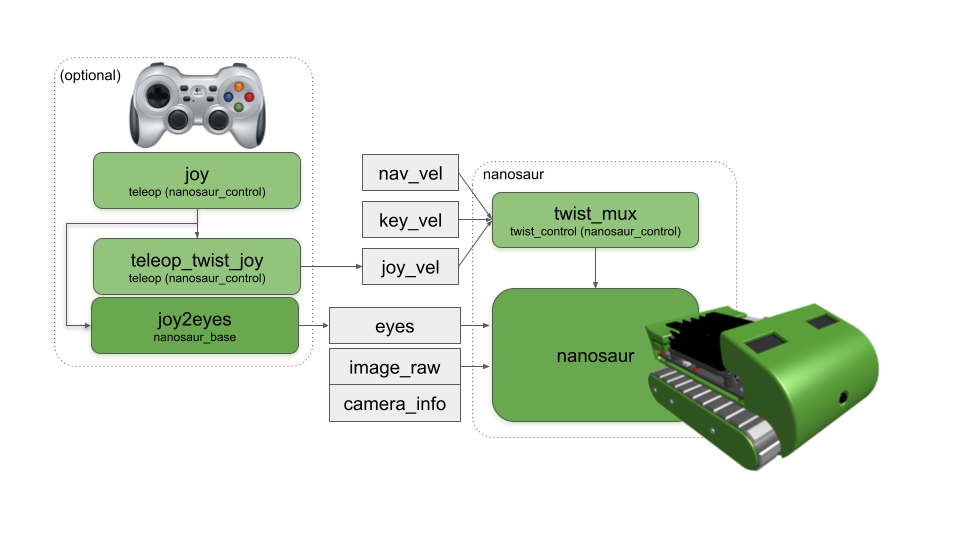 (optional)
joy
teleop (nanosaur_control)
teleop_twist_joy
teleop (nanosaur_control)
joy2eyes
nanosaur_base
nav_vel
key_vel
joy_vel
eyes
image_raw
camera_info
nanosaur
twist_mux
twist_control (nanosaur_control)
nanosaur